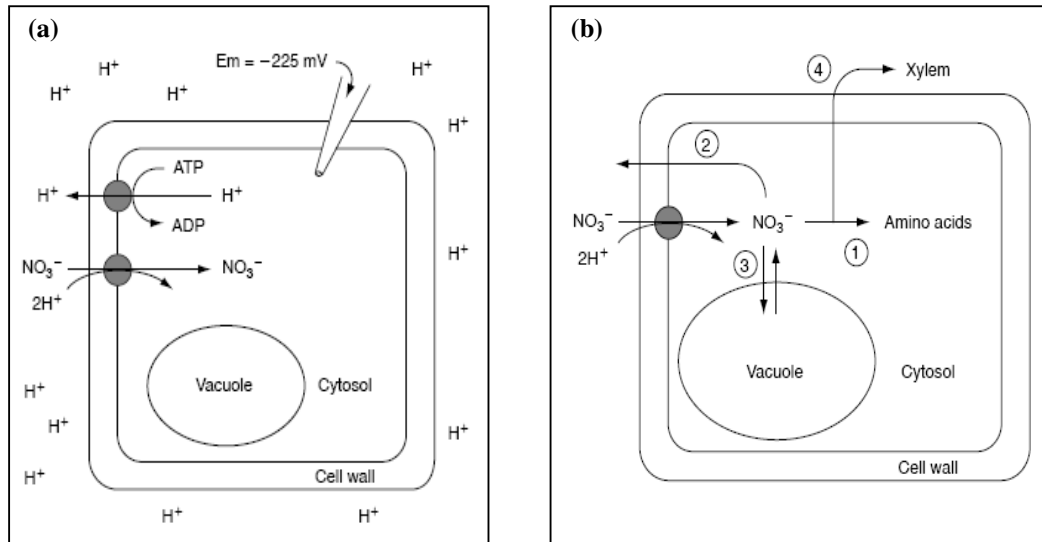 (a)
H⁺
H⁺ H⁺ H⁺
Em = −225 mV
H⁺
H⁺
ATP
H⁺ H⁺
ADP
NO₃⁻ NO₃⁻
2H⁺
H⁺
Vacuole Cytosol
H⁺
H⁺
H⁺
H⁺
Cell wall
H⁺ H⁺
(b)
4 Xylem
2
NO₃⁻ NO₃⁻ Amino acids
2H⁺
1
3
Vacuole Cytosol
Cell wall